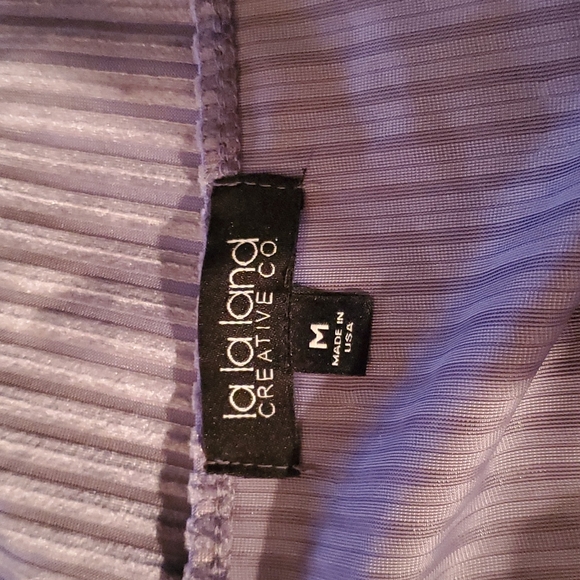 la la land
CREATIVE CO.
M
MADE IN
USA